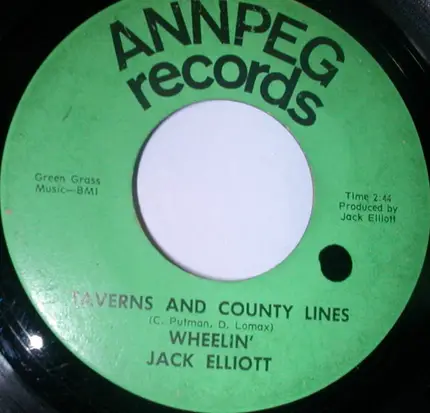 ANNPEG
records
Green Grass
Music—BMI
Time 2:44
Produced by
Jack Elliott
TAVERNS AND COUNTY LINES
(C. Putman, D. Lomax)
WHEELIN'
JACK ELLIOTT